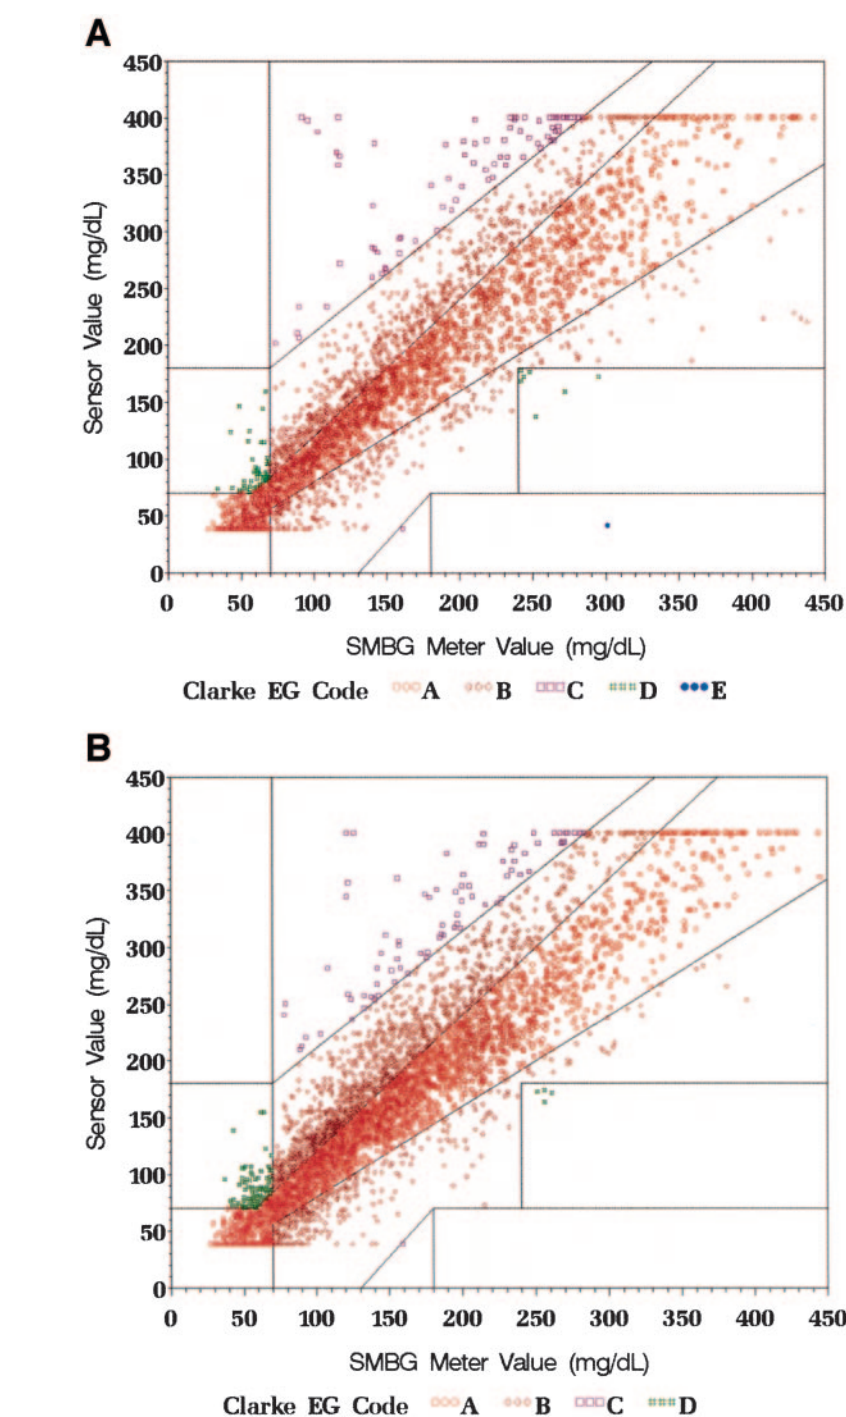 A
450
400
350
300
250
200
150
100
50
0
Sensor Value (mg/dL)
0 50 100 150 200 250 300 350 400 450
SMBG Meter Value (mg/dL)
Clarke EG Code A B C D E
B
450
400
350
300
250
200
150
100
50
0
Sensor Value (mg/dL)
0 50 100 150 200 250 300 350 400 450
SMBG Meter Value (mg/dL)
Clarke EG Code A B C D